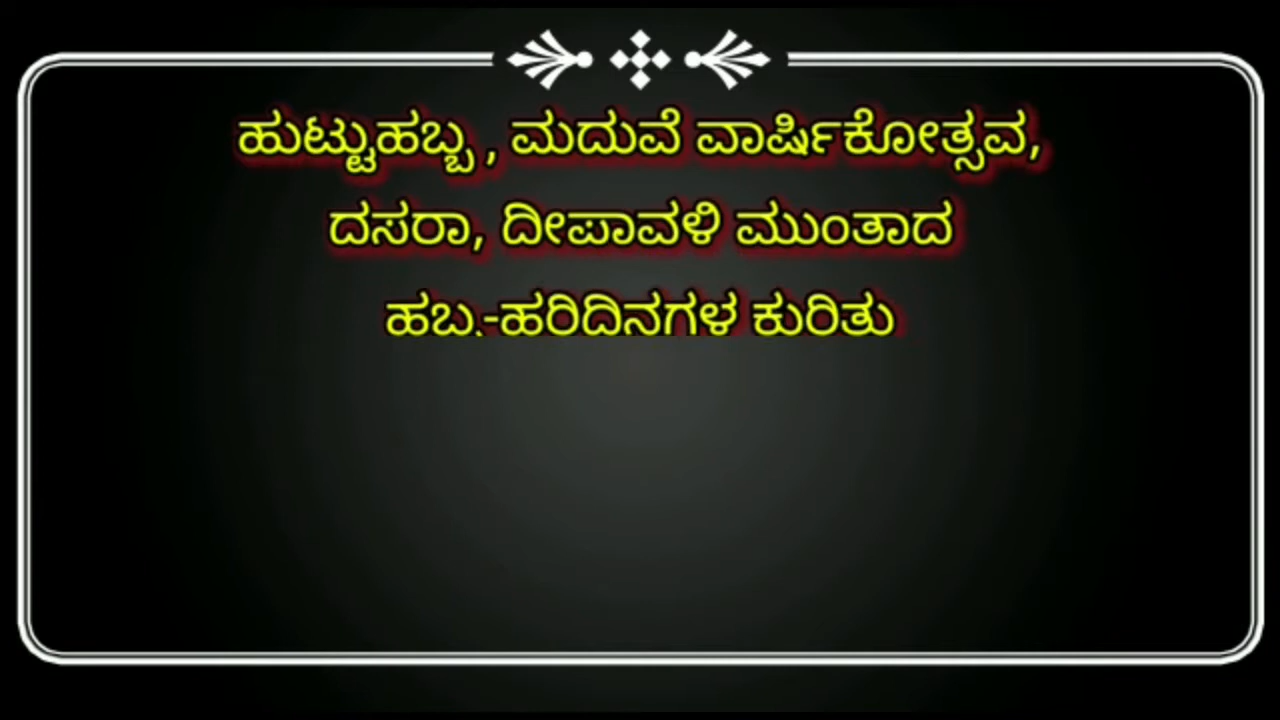 ಹುಟ್ಟುಹಬ್ಬ , ಮದುವೆ ವಾರ್ಷಿಕೋತ್ಸವ,
ದಸರಾ, ದೀಪಾವಳಿ ಮುಂತಾದ
ಹಬ್ಬ-ಹರಿದಿನಗಳ ಕುರಿತು